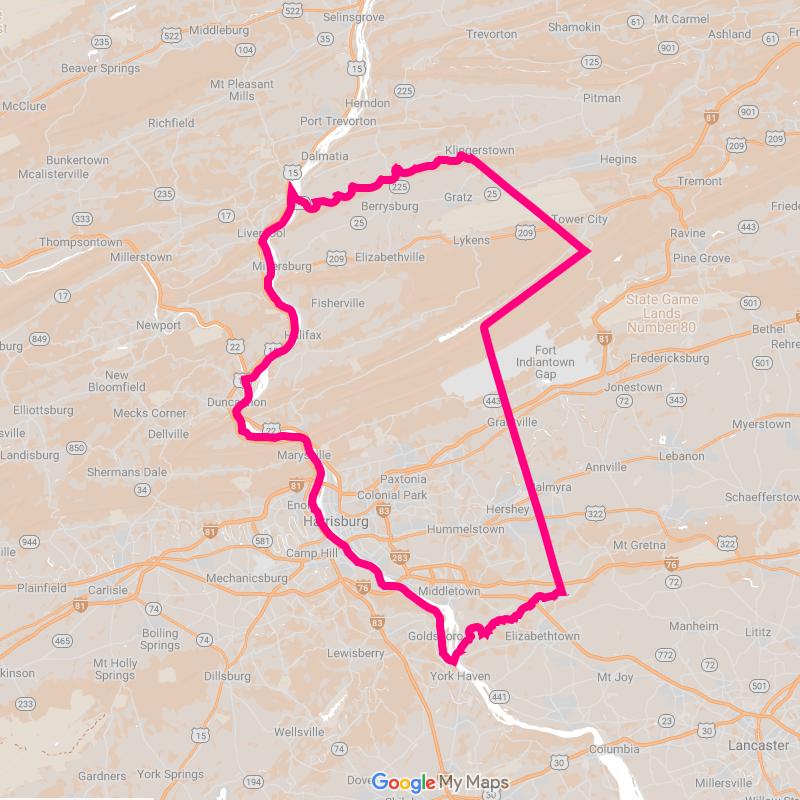 Selinsgrove
522
Middleburg
522
235
35
104
Beaver Springs
15
Mt Carmel
Shamokin
61
Ashland
Trevorton
901
61
125
McClure
Mt Pleasant
Mills
225
Herndon
Pitman
81
901
Richfield
Port Trevorton
209
209
Bunkertown
Mcalisterville
Dalmatia
15
Klingerstown
Hegins
Tremont
235
225
Berrysburg
Gratz
25
17
25
Tower City
443
333
Liverpool
Thompsontown
Millerstown
209
Lykens
209
Ravine
Pine Grove
Millersburg
Elizabethville
17
Fisherville
State Game
Lands
Number 80
501
Newport
849
22
Halifax
81
Bethel
Fort
Indiantown
Gap
Fredericksburg
New
Bloomfield
Jonestown
Elliottsburg
Mecks Corner
Duncannon
443
72
343
Dellville
22
Grantville
Myerstown
Landisburg
850
Marysville
Lebanon
Shermans Dale
Paxtonia
Annville
34
81
Colonial Park
Palmyra
Schaefferstown
Enola
83
Hershey
322
Harrisburg
81
Hummelstown
944
581
Camp Hill
283
Mt Gretna
322
Plainfield
Carlisle
Mechanicsburg
76
Middletown
76
72
81
74
83
Goldsboro
Elizabethtown
Manheim
Lititz
465
Boiling
Springs
74
Lewisberry
772
Mt Holly
Springs
Dillsburg
York Haven
Mt Joy
72
501
233
441
15
Wellsville
23
30
74
Columbia
Lancaster
Gardners
York Springs
194
30
Google My Maps
30
Millersville